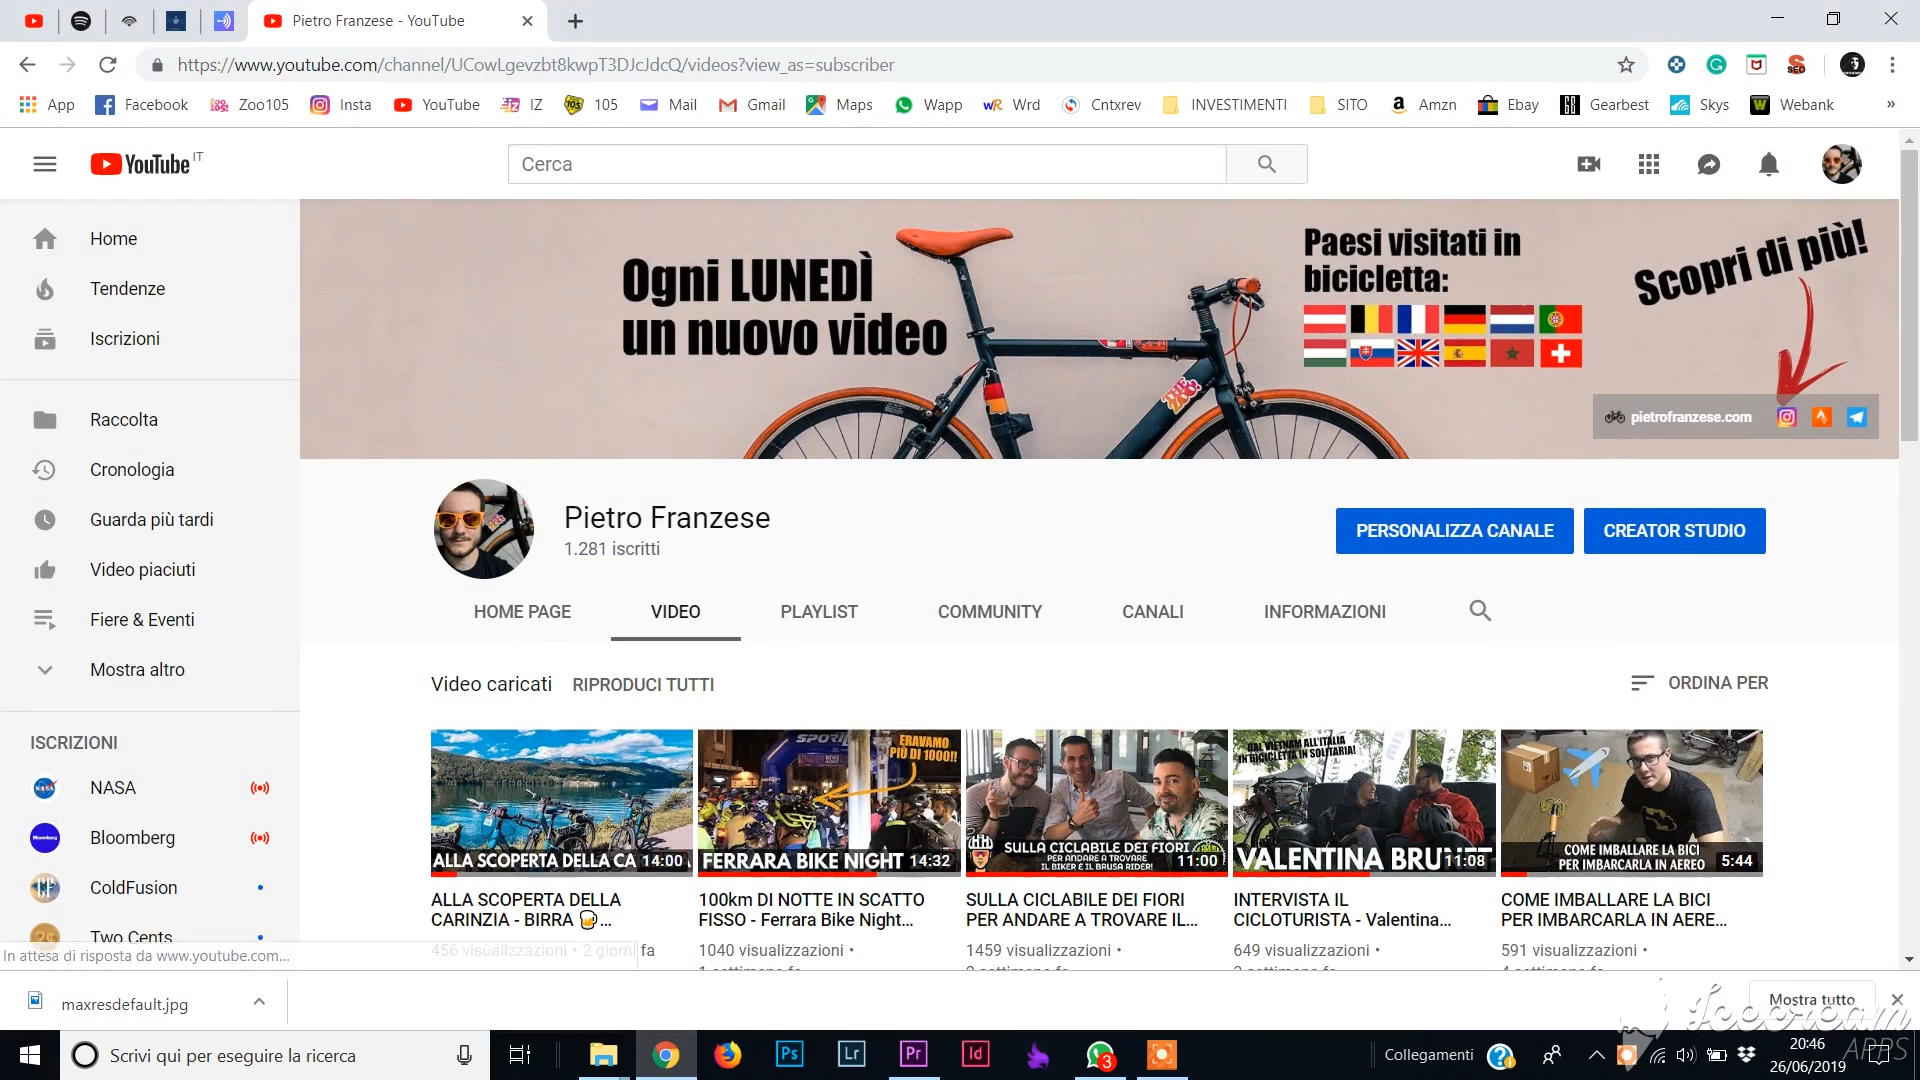 Pietro Franzese - YouTube
https://www.youtube.com/channel/UCowLgevzbt8kwpT3DJcJdcQ/videos?view_as=subscriber
App Facebook Zoo105 Insta YouTube IZ 105 Mail Gmail Maps Wapp Wrd Cntxrev INVESTIMENTI SITO Amzn Ebay Gearbest Skys Webank »
YouTube IT
Cerca
Home
Tendenze
Iscrizioni
Raccolta
Cronologia
Guarda più tardi
Video piaciuti
Fiere & Eventi
Mostra altro
ISCRIZIONI
NASA
Bloomberg
ColdFusion
Two Cents
In attesa di risposta da www.youtube.com...
Ogni LUNEDÌ
un nuovo video
Paesi visitati in
bicicletta:
Scopri di più!
pietrofranzese.com
Pietro Franzese
1.281 iscritti
PERSONALIZZA CANALE
CREATOR STUDIO
HOME PAGE VIDEO PLAYLIST COMMUNITY CANALI INFORMAZIONI
Video caricati RIPRODUCI TUTTI
ORDINA PER
ALLA SCOPERTA DELLA CA 14:00
ALLA SCOPERTA DELLA
CARINZIA - BIRRA 🍺...
456 visualizzazioni • 2 giorni fa
ERAVAMO
PIÙ DI 1000!!
FERRARA BIKE NIGHT 14:32
100km DI NOTTE IN SCATTO
FISSO - Ferrara Bike Night...
1040 visualizzazioni •
1 settimana fa
SULLA CICLABILE DEI FIORI
PER ANDARE A TROVARE
IL BIKER E IL BRUSA RIDER!
11:00
SULLA CICLABILE DEI FIORI
PER ANDARE A TROVARE IL...
1459 visualizzazioni •
DAL VIETNAM ALL'ITALIA
IN BICICLETTA IN SOLITARIA!
VALENTINA BRUNET
11:08
INTERVISTA IL
CICLOTURISTA - Valentina...
649 visualizzazioni •
COME IMBALLARE LA BICI
PER IMBARCARLA IN AEREO
5:44
COME IMBALLARE LA BICI
PER IMBARCARLA IN AERE...
591 visualizzazioni •
maxresdefault.jpg
Mostra tutto
Icecream
APPS
Scrivi qui per eseguire la ricerca
Ps Lr Pr Id 3
Collegamenti
20:46
26/06/2019